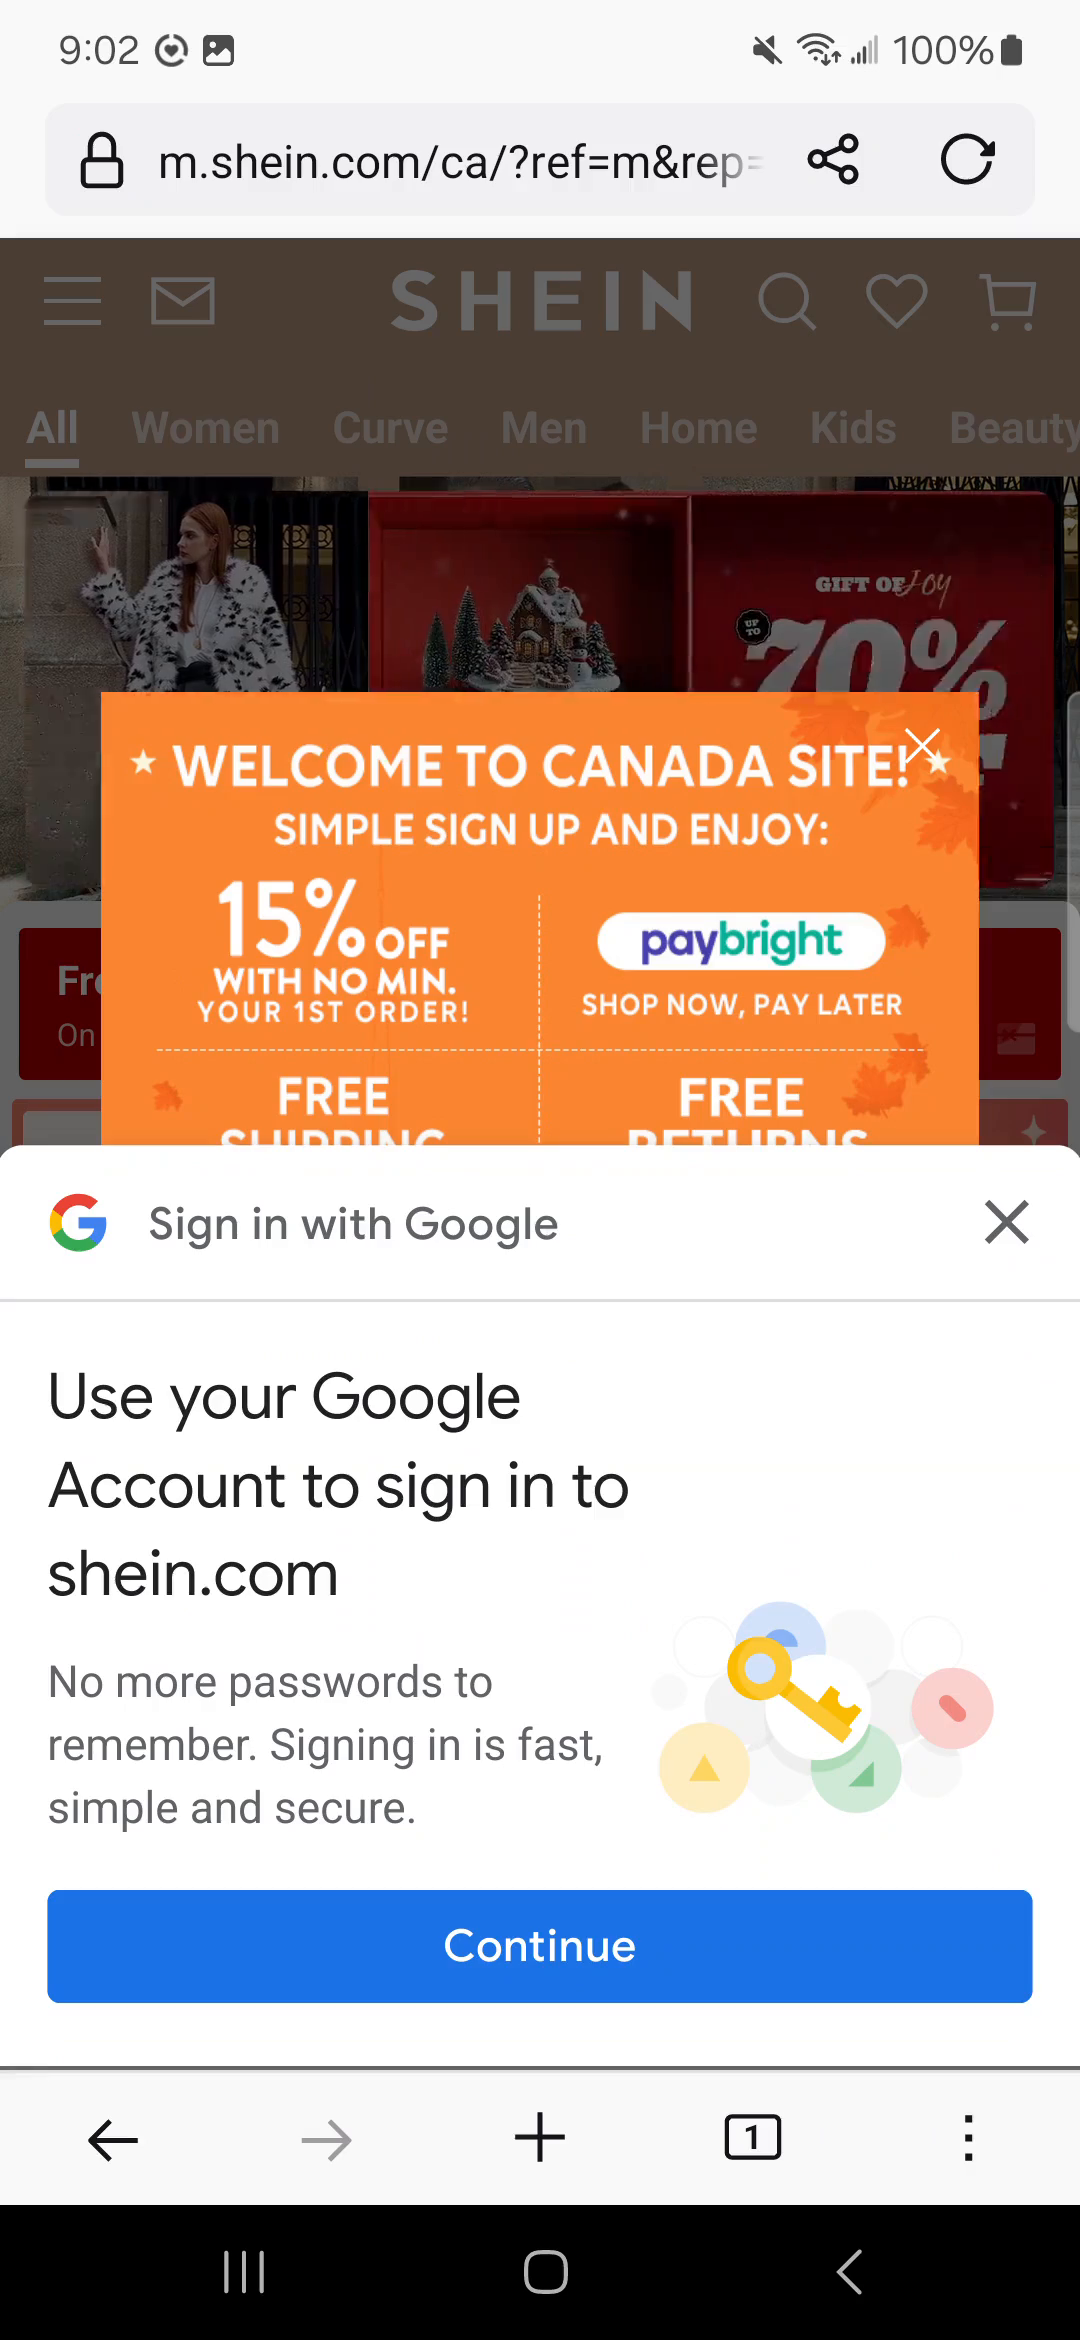 9:02
100%
m.shein.com/ca/?ref=m&rep=
SHEIN
All Women Curve Men Home Kids Beauty
GIFT OF Joy
UP TO
70%
WELCOME TO CANADA SITE!
SIMPLE SIGN UP AND ENJOY:
15% OFF
WITH NO MIN.
YOUR 1ST ORDER!
paybright
SHOP NOW, PAY LATER
Fre
On
FREE
SHIPPING
FREE
RETURNS
Sign in with Google
Use your Google
Account to sign in to
shein.com
No more passwords to
remember. Signing in is fast,
simple and secure.
Continue
1